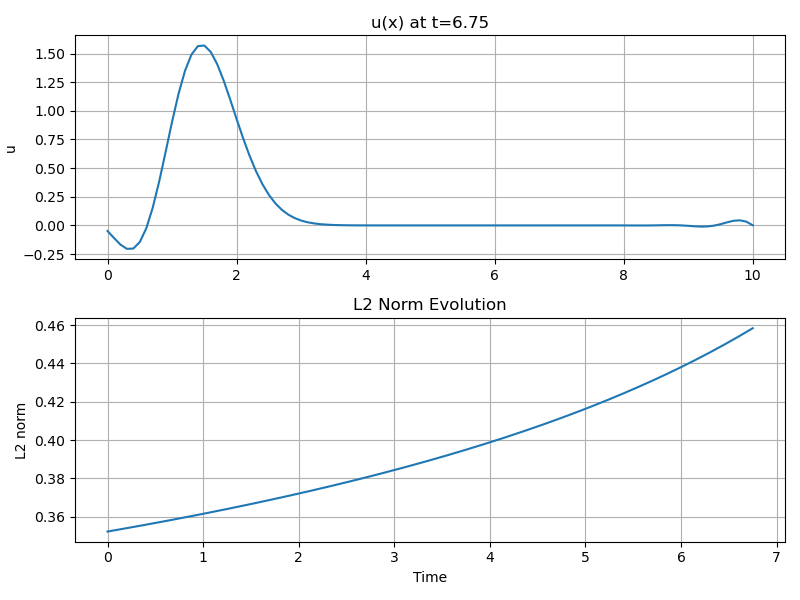 u(x) at t=6.75
u
1.50
1.25
1.00
0.75
0.50
0.25
0.00
−0.25
0 2 4 6 8 10
L2 Norm Evolution
L2 norm
0.46
0.44
0.42
0.40
0.38
0.36
0 1 2 3 4 5 6 7
Time